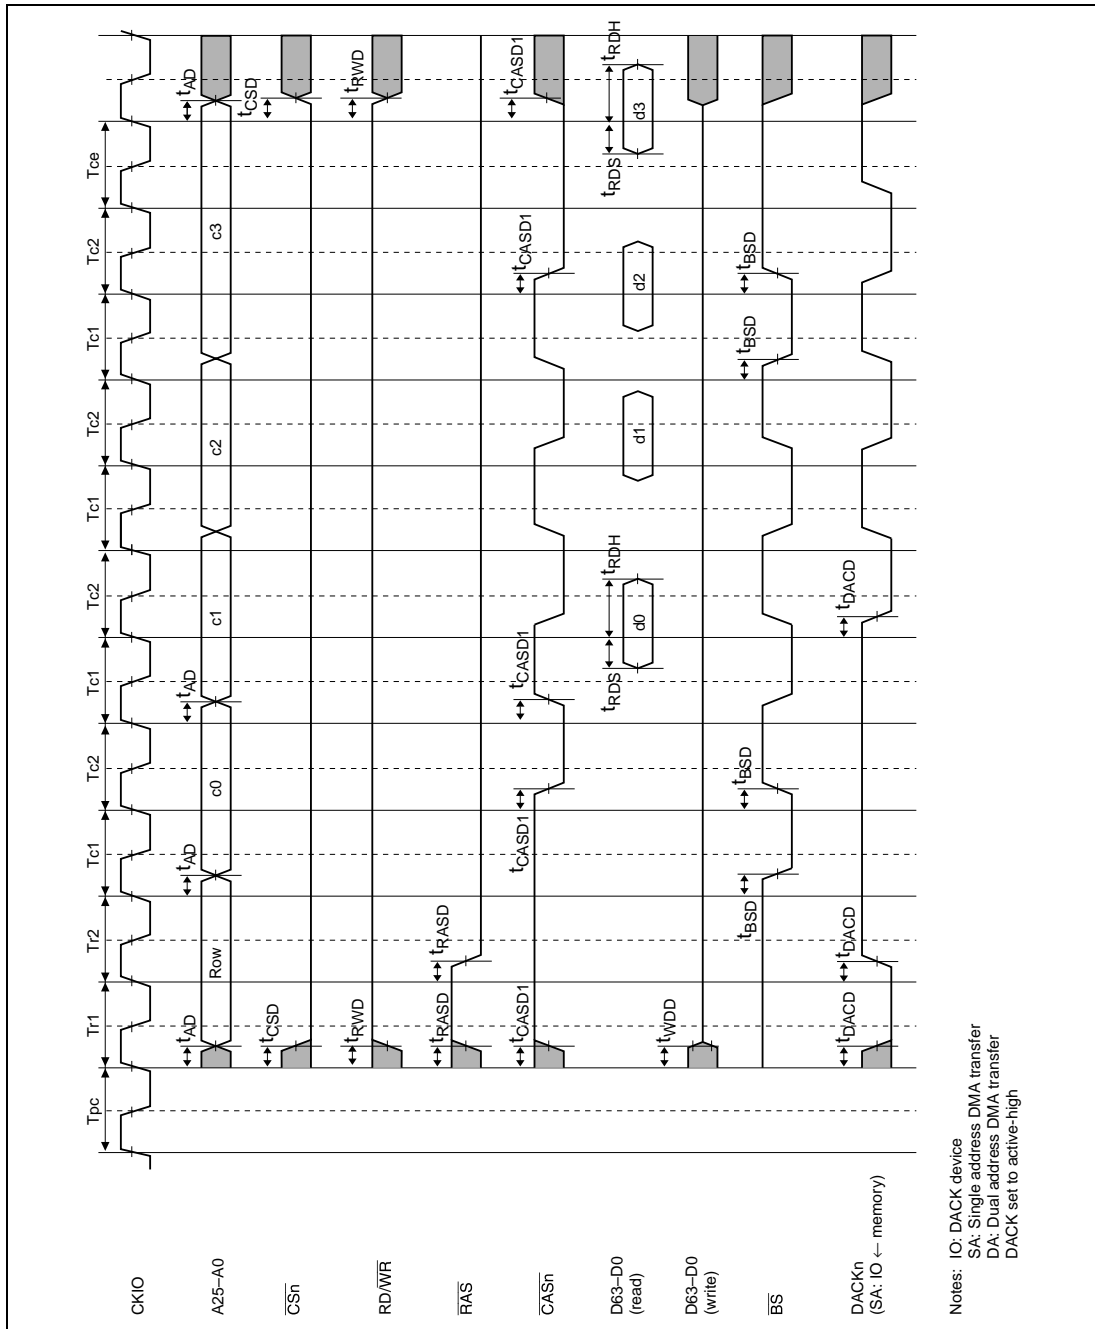 Tpc
Tr1
Tr2
Tc1
Tc2
Tc1
Tc2
Tc1
Tc2
Tc1
Tc2
Tce
CKIO
A25–A0
tAD
Row
tAD
c0
tAD
c1
c2
c3
tAD
CSn
tCSD
tCSD
RD/WR
tRWD
tRWD
RAS
tRASD
tRASD
CASn
tCASD1
tCASD1
tCASD1
tCASD1
tCASD1
D63–D0
(read)
tRDS
d0
tRDH
d1
d2
tRDS
d3
tRDH
D63–D0
(write)
tWDD
BS
tBSD
tBSD
tBSD
tBSD
DACKn
(SA: IO ← memory)
tDACD
tDACD
tDACD
Notes: IO: DACK device
SA: Single address DMA transfer
DA: Dual address DMA transfer
DACK set to active-high